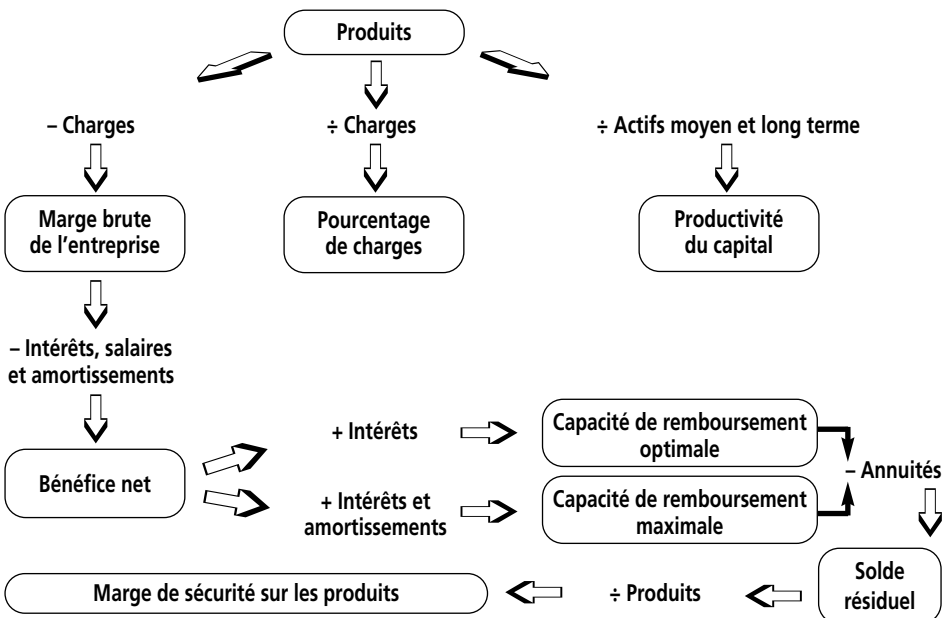 Produits
– Charges
÷ Charges
÷ Actifs moyen et long terme
Marge brute
de l’entreprise
Pourcentage
de charges
Productivité
du capital
– Intérêts, salaires
et amortissements
Bénéfice net
+ Intérêts
Capacité de remboursement
optimale
+ Intérêts et
amortissements
Capacité de remboursement
maximale
– Annuités
Solde
résiduel
÷ Produits
Marge de sécurité sur les produits